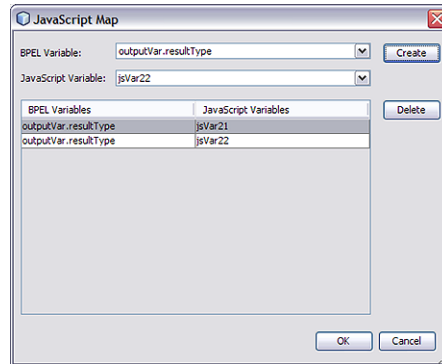 JavaScript Map
BPEL Variable: outputVar.resultType Create
JavaScript Variable: jsVar22
BPEL Variables JavaScript Variables Delete
outputVar.resultType jsVar21
outputVar.resultType jsVar22
OK Cancel